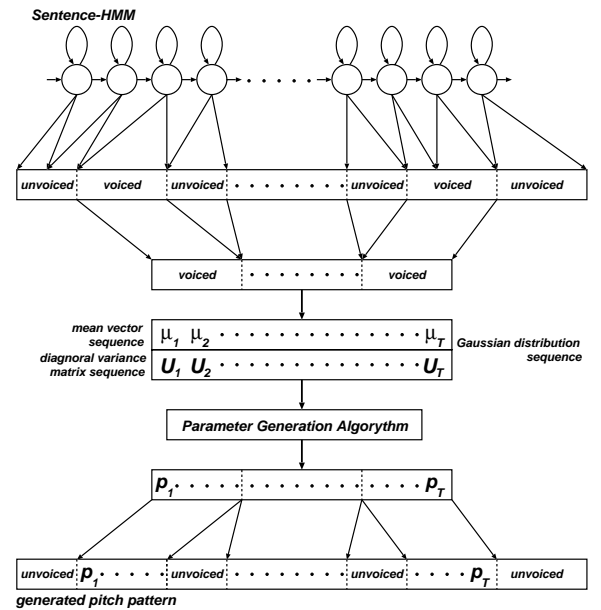 Sentence-HMM
unvoiced voiced unvoiced . . . . . . . . unvoiced voiced unvoiced
voiced . . . . . . . . voiced
mean vector
sequence
μ1 μ2 . . . . . . . . . . . . . . . μT
diagnoral variance
matrix sequence
U1 U2 . . . . . . . . . . . . . . . UT
Gaussian distribution
sequence
Parameter Generation Algorythm
p1 . . . . . . . . . . . . . . . . . pT
unvoiced p1 . . . . . unvoiced . . . . . . . . unvoiced . . . . pT unvoiced
generated pitch pattern